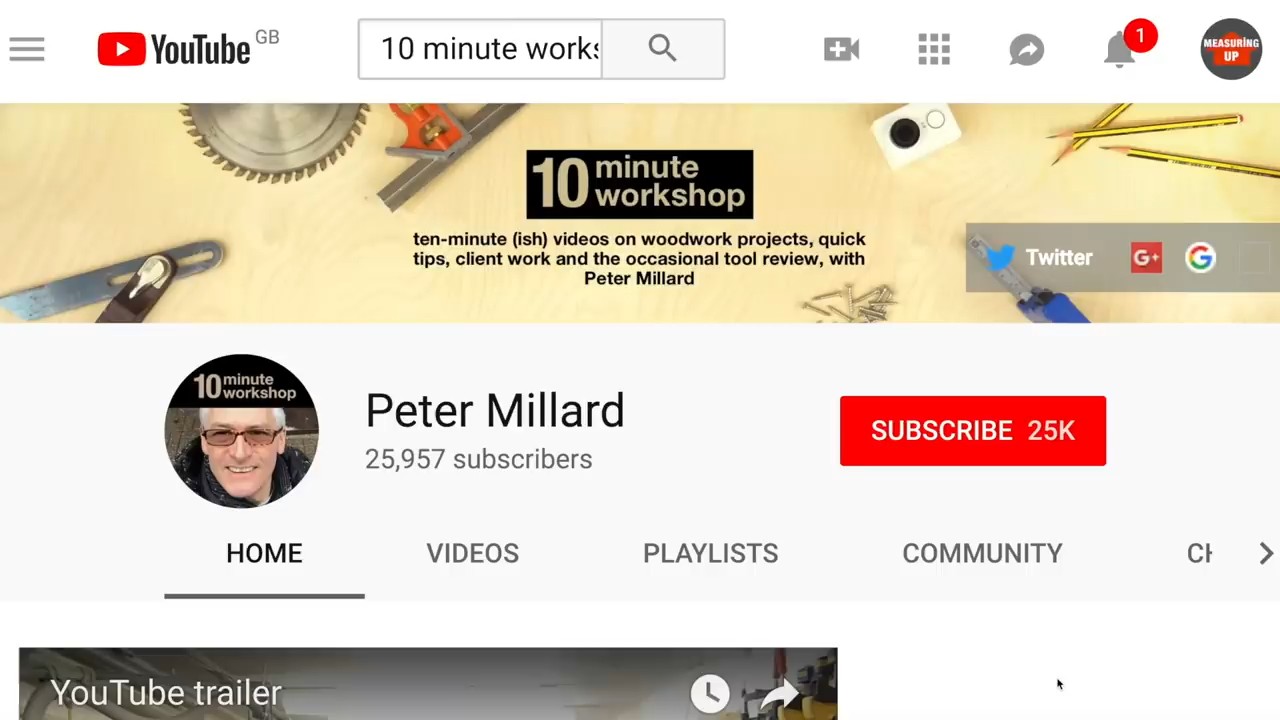 YouTube GB
10 minute works
1
MEASURING
UP
10 minute
workshop
ten-minute (ish) videos on woodwork projects, quick
tips, client work and the occasional tool review, with
Peter Millard
Twitter
G+
G
10 minute
workshop
Peter Millard
25,957 subscribers
SUBSCRIBE 25K
HOME
VIDEOS
PLAYLISTS
COMMUNITY
CH
YouTube trailer